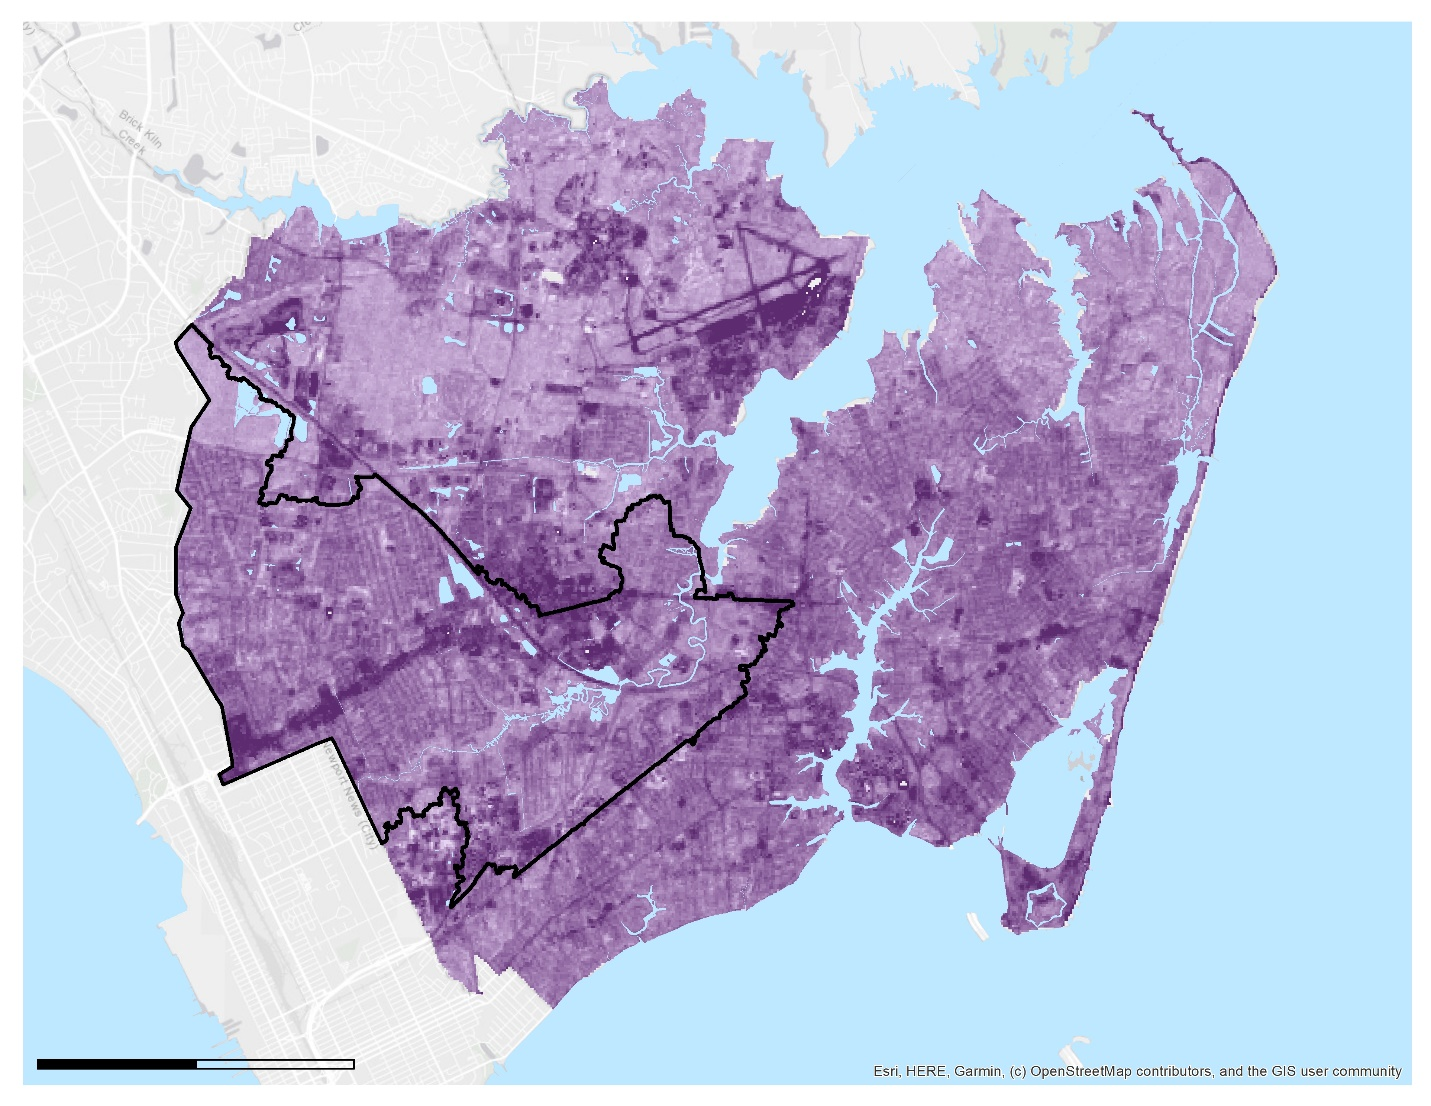 Brick Kiln
Creek
Newport News (City)
Esri, HERE, Garmin, (c) OpenStreetMap contributors, and the GIS user community